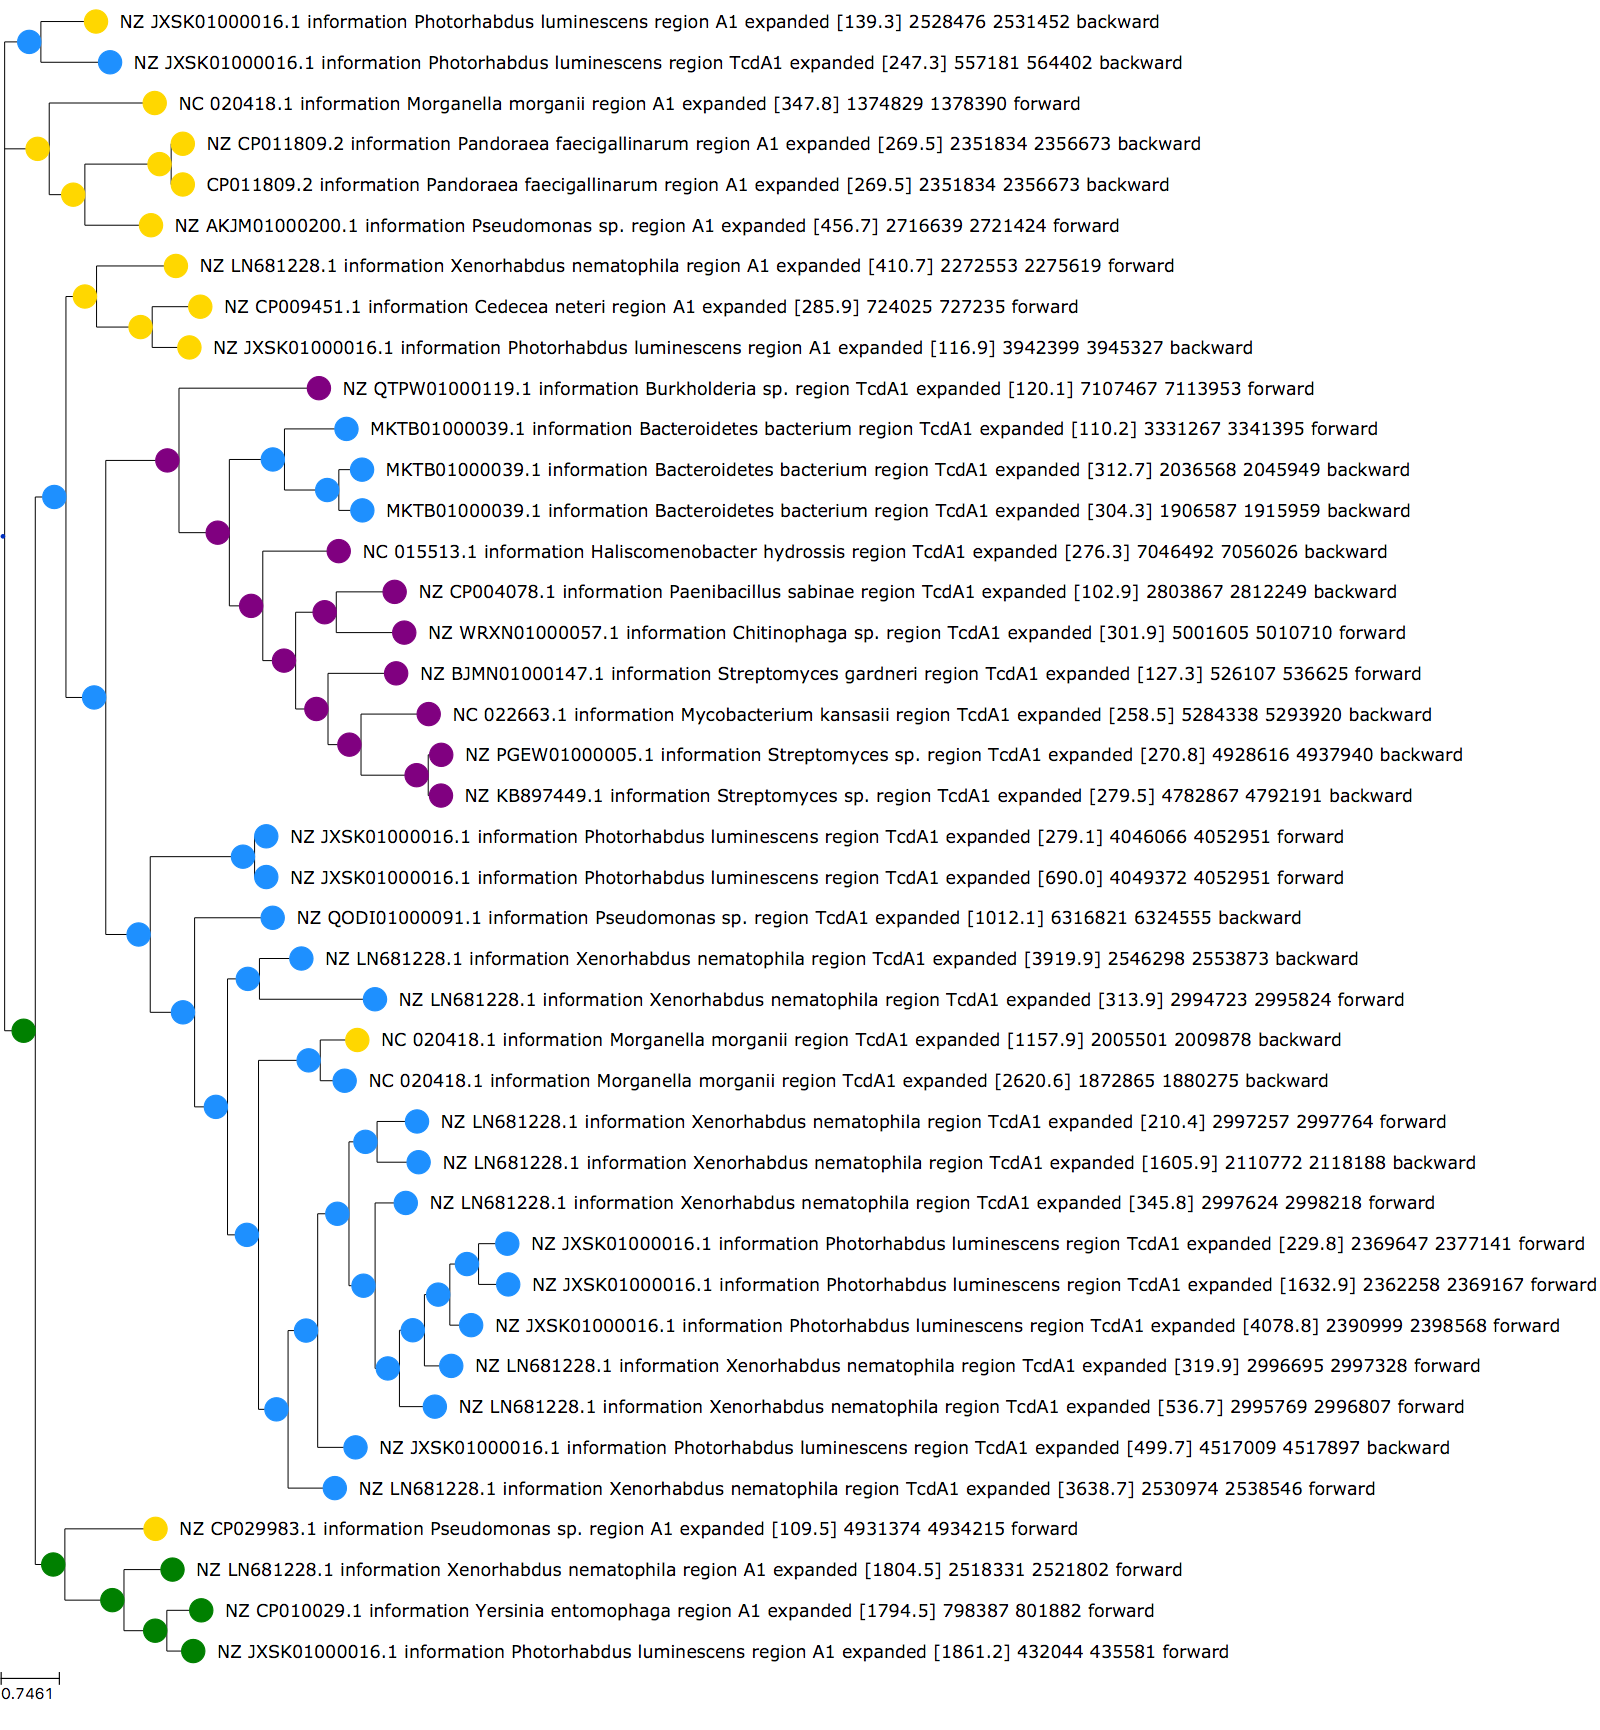 NZ JXSK01000016.1 information Photorhabdus luminescens region A1 expanded [139.3] 2528476 2531452 backward
NZ JXSK01000016.1 information Photorhabdus luminescens region TcdA1 expanded [247.3] 557181 564402 backward
NC 020418.1 information Morganella morganii region A1 expanded [347.8] 1374829 1378390 forward
NZ CP011809.2 information Pandoraea faecigallinarum region A1 expanded [269.5] 2351834 2356673 backward
CP011809.2 information Pandoraea faecigallinarum region A1 expanded [269.5] 2351834 2356673 backward
NZ AKJM01000200.1 information Pseudomonas sp. region A1 expanded [456.7] 2716639 2721424 forward
NZ LN681228.1 information Xenorhabdus nematophila region A1 expanded [410.7] 2272553 2275619 forward
NZ CP009451.1 information Cedecea neteri region A1 expanded [285.9] 724025 727235 forward
NZ JXSK01000016.1 information Photorhabdus luminescens region A1 expanded [116.9] 3942399 3945327 backward
NZ QTPW01000119.1 information Burkholderia sp. region TcdA1 expanded [120.1] 7107467 7113953 forward
MKTB01000039.1 information Bacteroidetes bacterium region TcdA1 expanded [110.2] 3331267 3341395 forward
MKTB01000039.1 information Bacteroidetes bacterium region TcdA1 expanded [312.7] 2036568 2045949 backward
MKTB01000039.1 information Bacteroidetes bacterium region TcdA1 expanded [304.3] 1906587 1915959 backward
NC 015513.1 information Haliscomenobacter hydrossis region TcdA1 expanded [276.3] 7046492 7056026 backward
NZ CP004078.1 information Paenibacillus sabinae region TcdA1 expanded [102.9] 2803867 2812249 backward
NZ WRXN01000057.1 information Chitinophaga sp. region TcdA1 expanded [301.9] 5001605 5010710 forward
NZ BJMN01000147.1 information Streptomyces gardneri region TcdA1 expanded [127.3] 526107 536625 forward
NC 022663.1 information Mycobacterium kansasii region TcdA1 expanded [258.5] 5284338 5293920 backward
NZ PGEW01000005.1 information Streptomyces sp. region TcdA1 expanded [270.8] 4928616 4937940 backward
NZ KB897449.1 information Streptomyces sp. region TcdA1 expanded [279.5] 4782867 4792191 backward
NZ JXSK01000016.1 information Photorhabdus luminescens region TcdA1 expanded [279.1] 4046066 4052951 forward
NZ JXSK01000016.1 information Photorhabdus luminescens region TcdA1 expanded [690.0] 4049372 4052951 forward
NZ QODI01000091.1 information Pseudomonas sp. region TcdA1 expanded [1012.1] 6316821 6324555 backward
NZ LN681228.1 information Xenorhabdus nematophila region TcdA1 expanded [3919.9] 2546298 2553873 backward
NZ LN681228.1 information Xenorhabdus nematophila region TcdA1 expanded [313.9] 2994723 2995824 forward
NC 020418.1 information Morganella morganii region TcdA1 expanded [1157.9] 2005501 2009878 backward
NC 020418.1 information Morganella morganii region TcdA1 expanded [2620.6] 1872865 1880275 backward
NZ LN681228.1 information Xenorhabdus nematophila region TcdA1 expanded [210.4] 2997257 2997764 forward
NZ LN681228.1 information Xenorhabdus nematophila region TcdA1 expanded [1605.9] 2110772 2118188 backward
NZ LN681228.1 information Xenorhabdus nematophila region TcdA1 expanded [345.8] 2997624 2998218 forward
NZ JXSK01000016.1 information Photorhabdus luminescens region TcdA1 expanded [229.8] 2369647 2377141 forward
NZ JXSK01000016.1 information Photorhabdus luminescens region TcdA1 expanded [1632.9] 2362258 2369167 forward
NZ JXSK01000016.1 information Photorhabdus luminescens region TcdA1 expanded [4078.8] 2390999 2398568 forward
NZ LN681228.1 information Xenorhabdus nematophila region TcdA1 expanded [319.9] 2996695 2997328 forward
NZ LN681228.1 information Xenorhabdus nematophila region TcdA1 expanded [536.7] 2995769 2996807 forward
NZ JXSK01000016.1 information Photorhabdus luminescens region TcdA1 expanded [499.7] 4517009 4517897 backward
NZ LN681228.1 information Xenorhabdus nematophila region TcdA1 expanded [3638.7] 2530974 2538546 forward
NZ CP029983.1 information Pseudomonas sp. region A1 expanded [109.5] 4931374 4934215 forward
NZ LN681228.1 information Xenorhabdus nematophila region A1 expanded [1804.5] 2518331 2521802 forward
NZ CP010029.1 information Yersinia entomophaga region A1 expanded [1794.5] 798387 801882 forward
NZ JXSK01000016.1 information Photorhabdus luminescens region A1 expanded [1861.2] 432044 435581 forward
0.7461